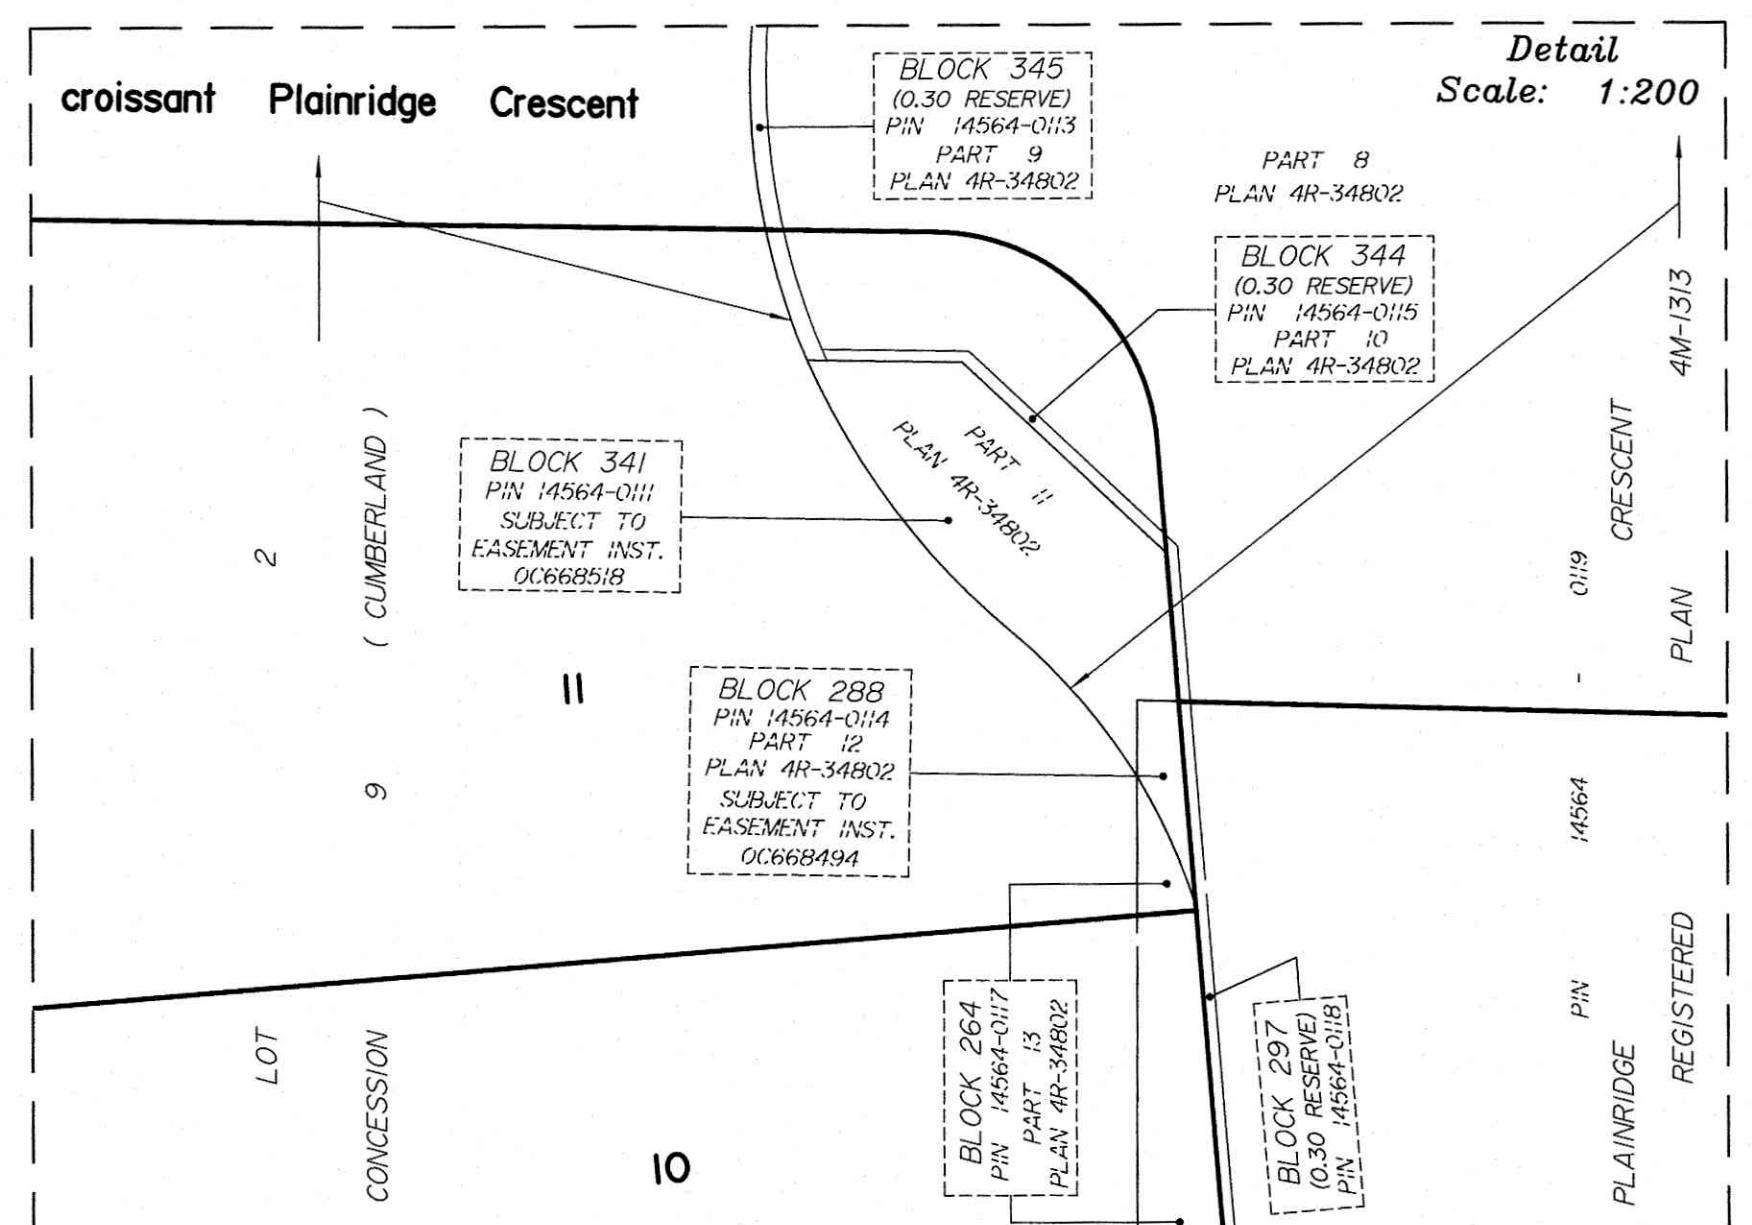 Detail
Scale: 1:200
croissant Plainridge Crescent
BLOCK 345
(0.30 RESERVE)
PIN 14564-0113
PART 9
PLAN 4R-34802
PART 8
PLAN 4R-34802
BLOCK 344
(0.30 RESERVE)
PIN 14564-0115
PART 10
PLAN 4R-34802
PART 11
PLAN 4R-34802
BLOCK 341
PIN 14564-0111
SUBJECT TO
EASEMENT INST.
OC668518
BLOCK 288
PIN 14564-0114
PART 12
PLAN 4R-34802
SUBJECT TO
EASEMENT INST.
OC668494
11
LOT 2
CONCESSION 9 ( CUMBERLAND )
10
BLOCK 264
PIN 14564-0117
PART 13
PLAN 4R-34802
BLOCK 297
(0.30 RESERVE)
PIN 14564-0118
PIN 14564 - 0119
PLAINRIDGE CRESCENT
REGISTERED PLAN 4M-1313